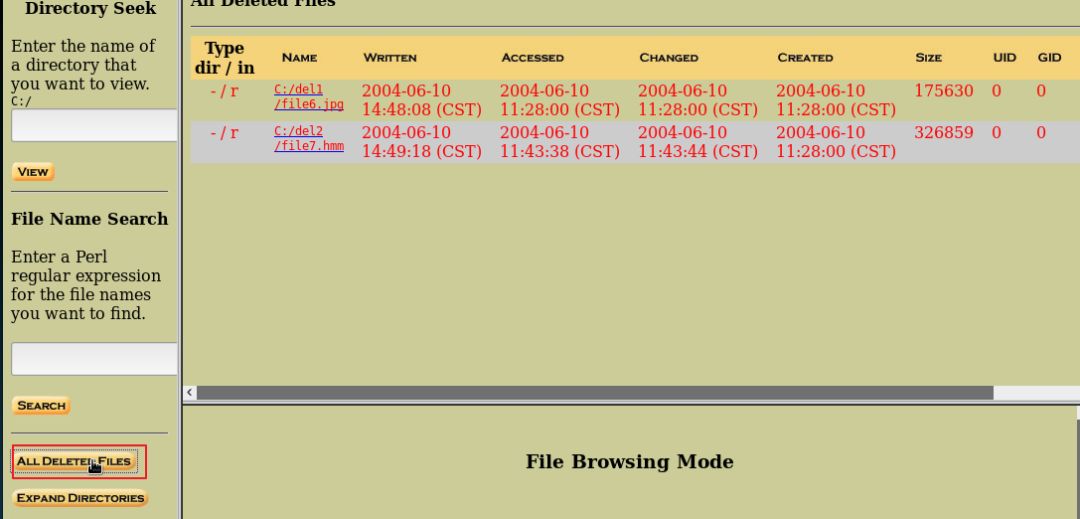 Directory Seek
Enter the name of
a directory that
you want to view.
C:/
VIEW
File Name Search
Enter a Perl
regular expression
for the file names
you want to find.
SEARCH
ALL DELETED FILES
EXPAND DIRECTORIES
All Deleted Files
Type
dir / in
NAME WRITTEN ACCESSED CHANGED CREATED SIZE UID GID
- / r C:/del1 2004-06-10 2004-06-10 2004-06-10 2004-06-10 175630 0 0
/file6.jpg 14:48:08 (CST) 11:28:00 (CST) 11:28:00 (CST) 11:28:00 (CST)
- / r C:/del2 2004-06-10 2004-06-10 2004-06-10 2004-06-10 326859 0 0
/file7.hmm 14:49:18 (CST) 11:43:38 (CST) 11:43:44 (CST) 11:28:00 (CST)
File Browsing Mode